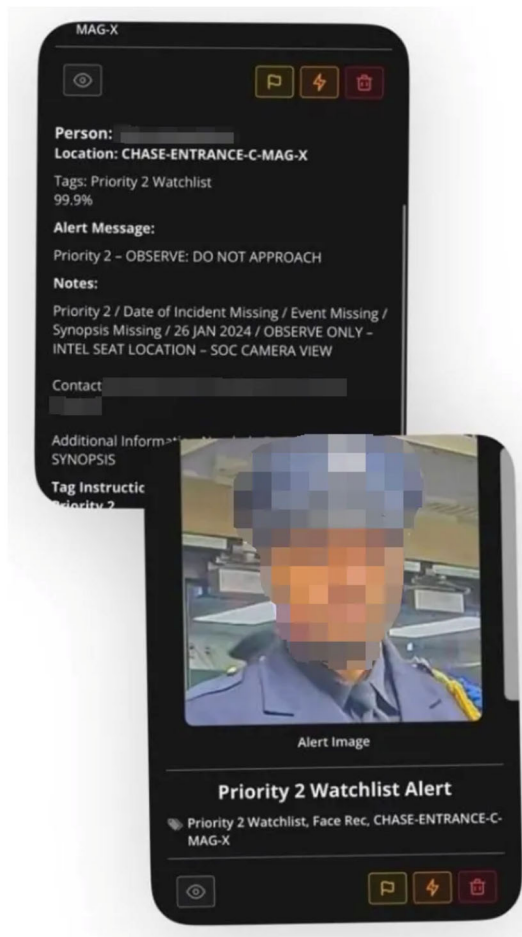 MAG-X
Person:
Location: CHASE-ENTRANCE-C-MAG-X
Tags: Priority 2 Watchlist
99.9%
Alert Message:
Priority 2 – OBSERVE: DO NOT APPROACH
Notes:
Priority 2 / Date of Incident Missing / Event Missing /
Synopsis Missing / 26 JAN 2024 / OBSERVE ONLY –
INTEL SEAT LOCATION – SOC CAMERA VIEW
Contact
Additional
SYNOPSIS
Tag
Priority 2
Alert Image
Priority 2 Watchlist Alert
Priority 2 Watchlist, Face Rec, CHASE-ENTRANCE-C-
MAG-X